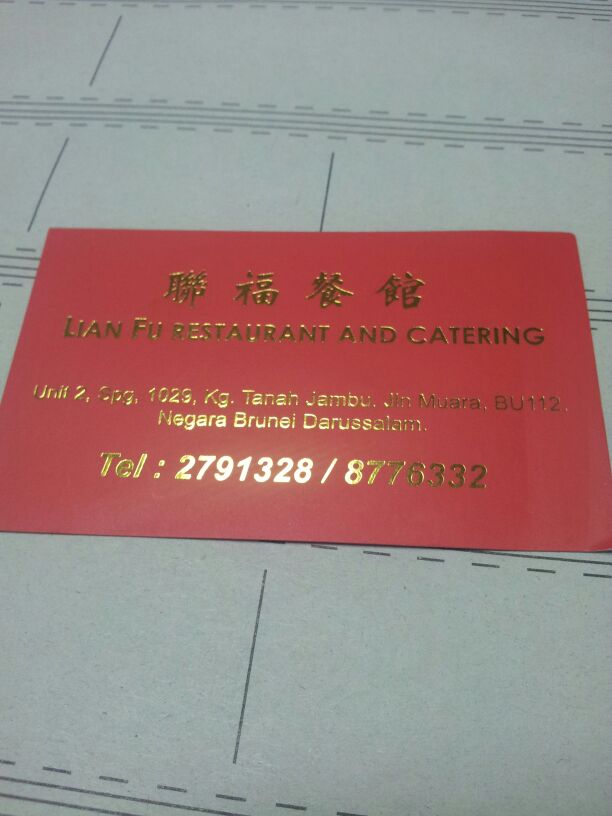 聯福餐館
LIAN FU RESTAURANT AND CATERING
Unit 2, Spg, 1029, Kg. Tanah Jambu, Jln Muara, BU112.
Negara Brunei Darussalam.
Tel : 2791328 / 8776332